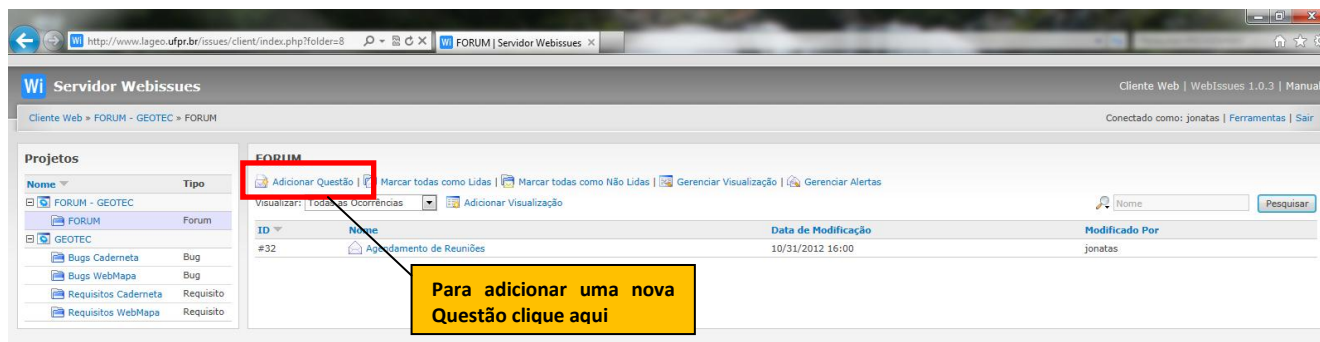 http://www.lageo.ufpr.br/issues/client/index.php?folder=8
FORUM | Servidor Webissues
Wi Servidor Webissues
Cliente Web | WebIssues 1.0.3 | Manual
Cliente Web » FORUM - GEOTEC » FORUM
Conectado como: jonatas | Ferramentas | Sair
Projetos
Nome Tipo
FORUM - GEOTEC
FORUM Forum
GEOTEC
Bugs Caderneta Bug
Bugs WebMapa Bug
Requisitos Caderneta Requisito
Requisitos WebMapa Requisito
FORUM
Adicionar Questão | Marcar todas como Lidas | Marcar todas como Não Lidas | Gerenciar Visualização | Gerenciar Alertas
Visualizar: Todas as Ocorrências Adicionar Visualização
Nome Pesquisar
ID Nome Data de Modificação Modificado Por
#32 Agendamento de Reuniões 10/31/2012 16:00 jonatas
Para adicionar uma nova
Questão clique aqui